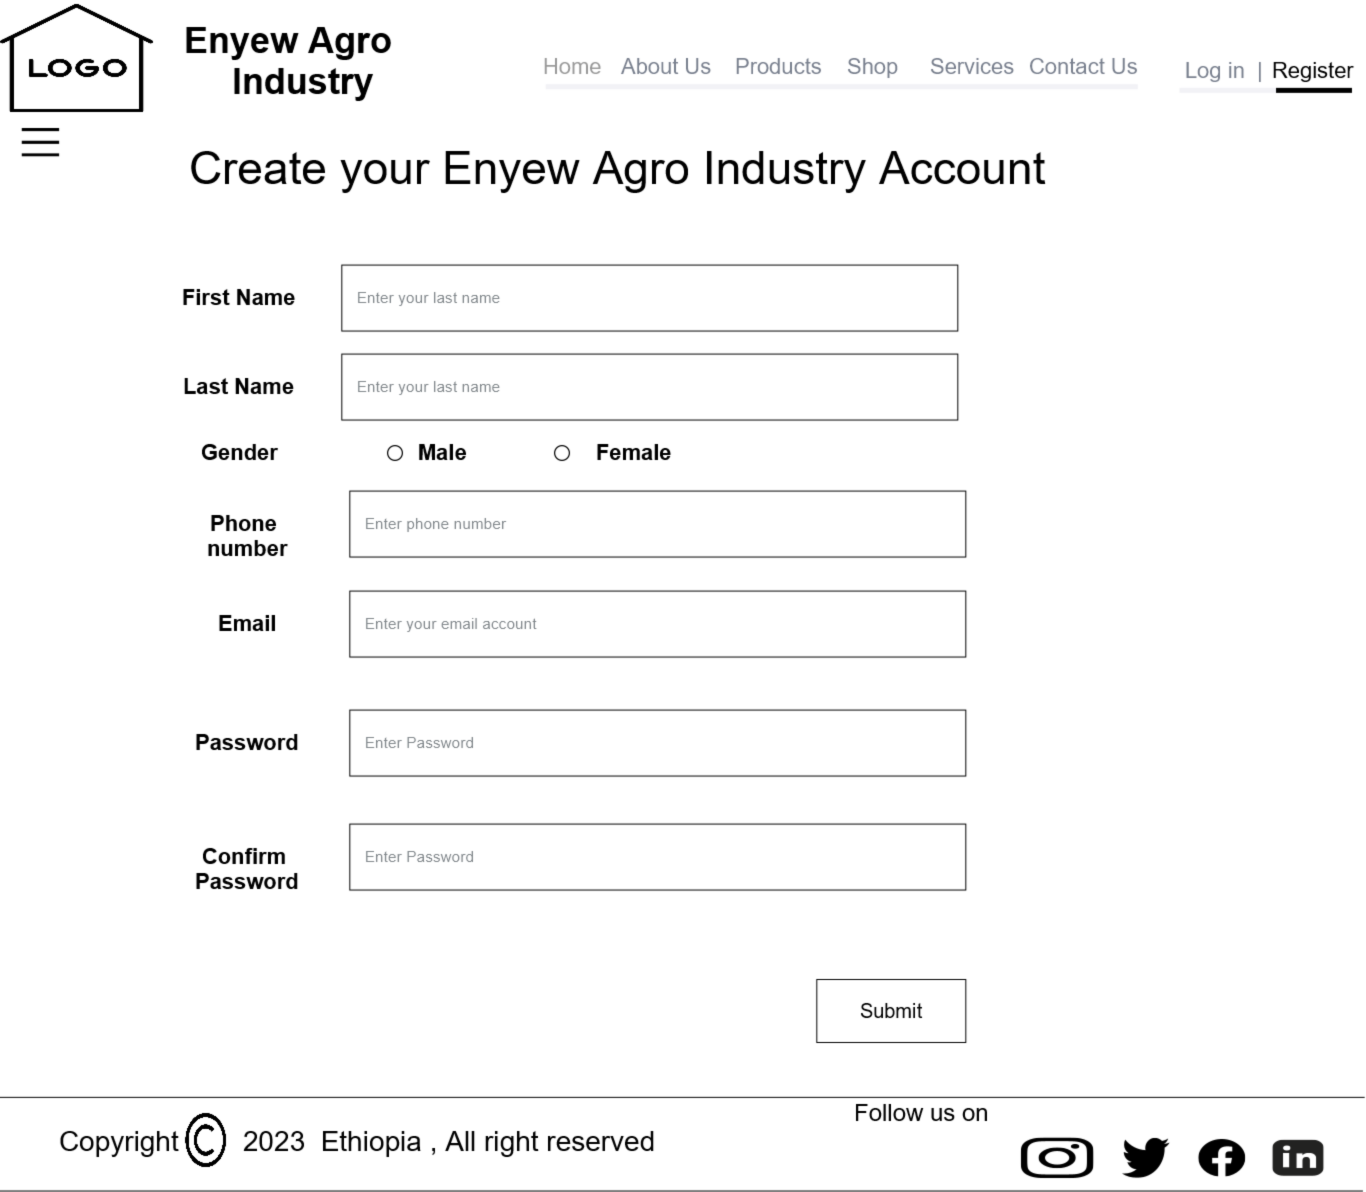 LOGO
Enyew Agro
Industry
Home About Us Products Shop Services Contact Us
Log in | Register
Create your Enyew Agro Industry Account
First Name
Enter your last name
Last Name
Enter your last name
Gender
Male
Female
Phone
number
Enter phone number
Email
Enter your email account
Password
Enter Password
Confirm
Password
Enter Password
Submit
Copyright © 2023 Ethiopia , All right reserved
Follow us on
in